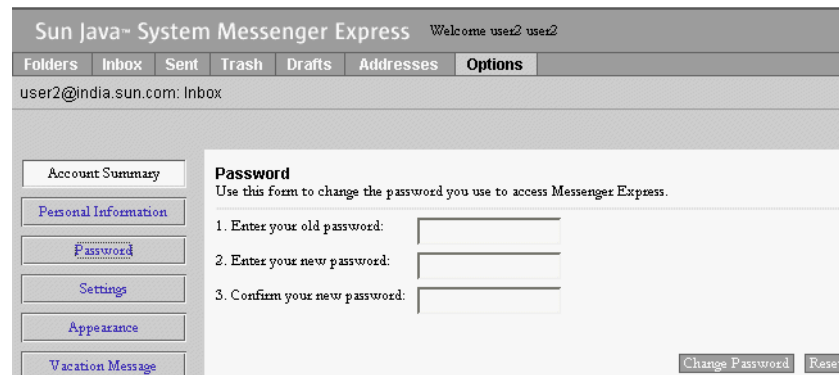 Sun Java™ System Messenger Express Welcome user2 user2
Folders Inbox Sent Trash Drafts Addresses Options
user2@india.sun.com: Inbox
Account Summary
Personal Information
Password
Settings
Appearance
Vacation Message
Password
Use this form to change the password you use to access Messenger Express.
1. Enter your old password:
2. Enter your new password:
3. Confirm your new password:
Change Password Rese